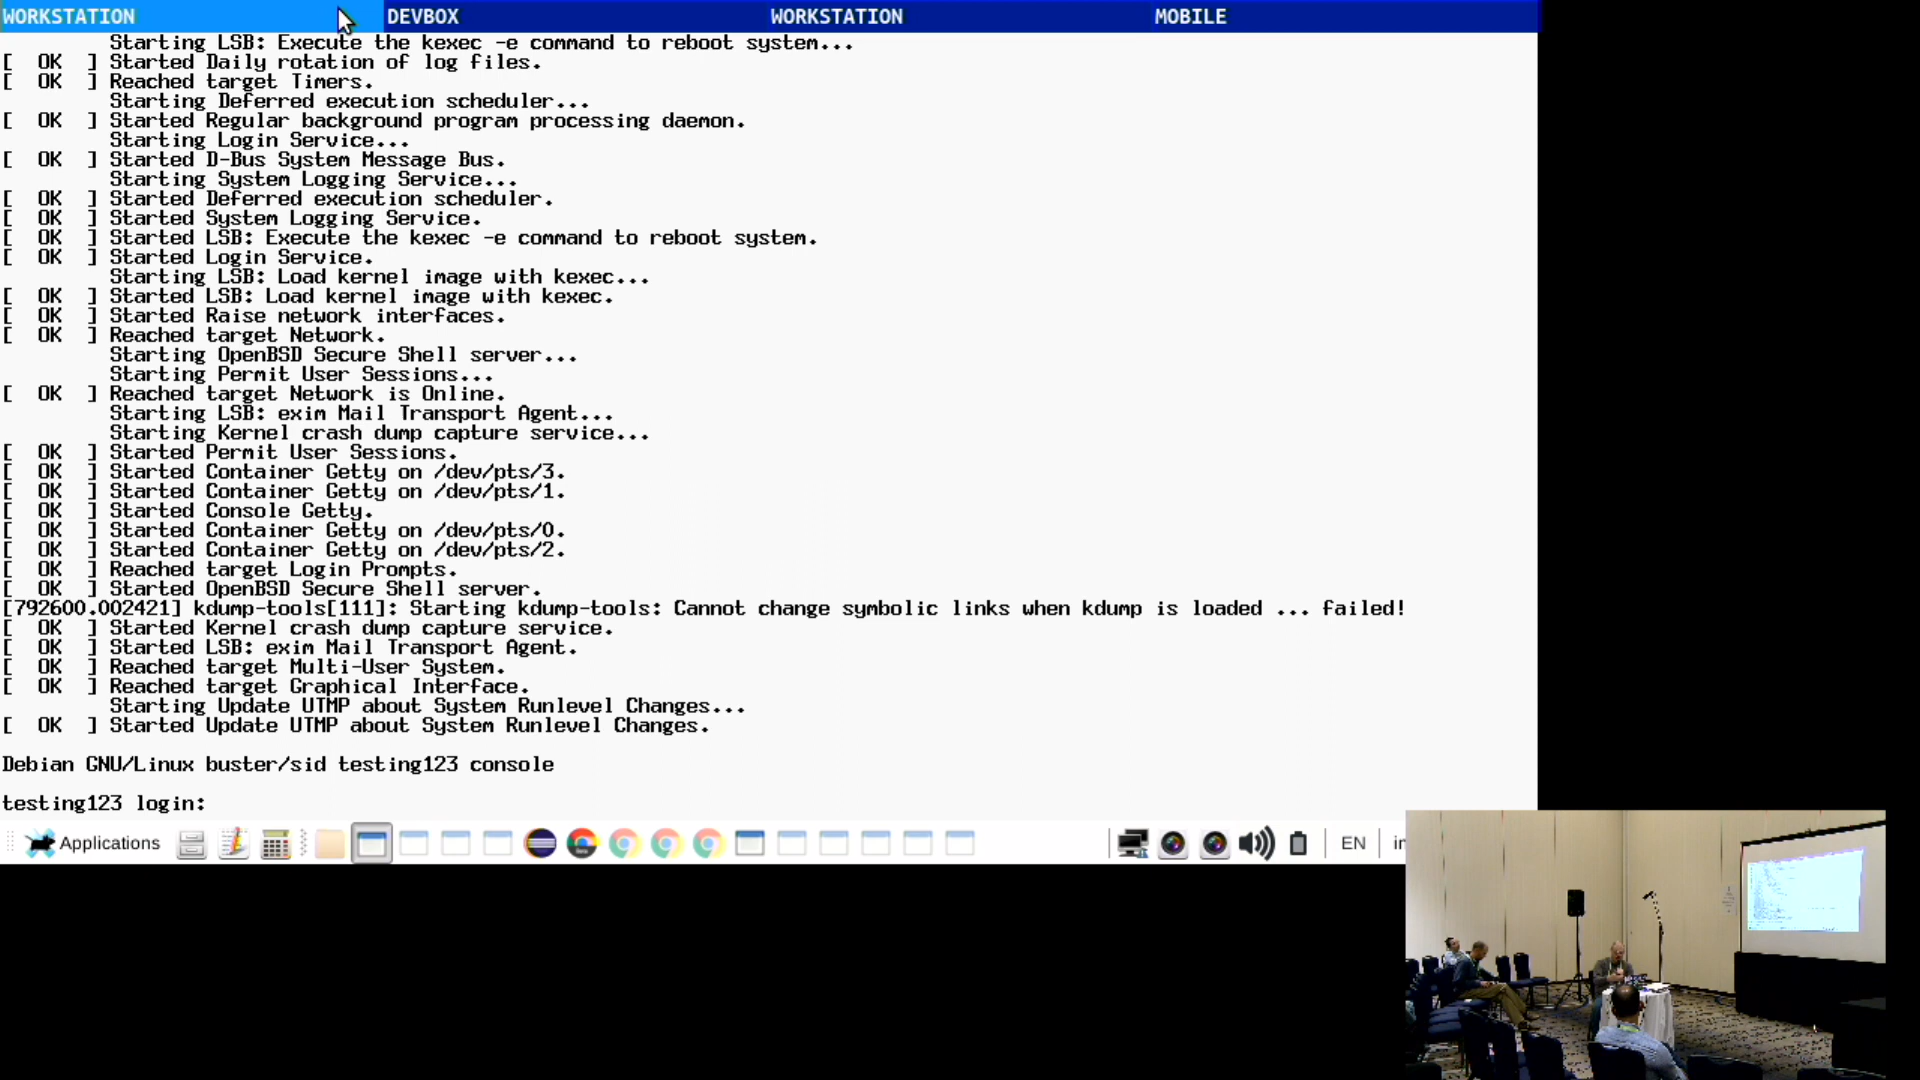 WORKSTATION DEVBOX WORKSTATION MOBILE
Starting LSB: Execute the kexec -e command to reboot system...
[  OK  ] Started Daily rotation of log files.
[  OK  ] Reached target Timers.
Starting Deferred execution scheduler...
[  OK  ] Started Regular background program processing daemon.
Starting Login Service...
[  OK  ] Started D-Bus System Message Bus.
Starting System Logging Service...
[  OK  ] Started Deferred execution scheduler.
[  OK  ] Started System Logging Service.
[  OK  ] Started LSB: Execute the kexec -e command to reboot system.
[  OK  ] Started Login Service.
Starting LSB: Load kernel image with kexec...
[  OK  ] Started LSB: Load kernel image with kexec.
[  OK  ] Started Raise network interfaces.
[  OK  ] Reached target Network.
Starting OpenBSD Secure Shell server...
Starting Permit User Sessions...
[  OK  ] Reached target Network is Online.
Starting LSB: exim Mail Transport Agent...
Starting Kernel crash dump capture service...
[  OK  ] Started Permit User Sessions.
[  OK  ] Started Container Getty on /dev/pts/3.
[  OK  ] Started Container Getty on /dev/pts/1.
[  OK  ] Started Console Getty.
[  OK  ] Started Container Getty on /dev/pts/0.
[  OK  ] Started Container Getty on /dev/pts/2.
[  OK  ] Reached target Login Prompts.
[  OK  ] Started OpenBSD Secure Shell server.
[792600.002421] kdump-tools[111]: Starting kdump-tools: Cannot change symbolic links when kdump is loaded ... failed!
[  OK  ] Started Kernel crash dump capture service.
[  OK  ] Started LSB: exim Mail Transport Agent.
[  OK  ] Reached target Multi-User System.
[  OK  ] Reached target Graphical Interface.
Starting Update UTMP about System Runlevel Changes...
[  OK  ] Started Update UTMP about System Runlevel Changes.
Debian GNU/Linux buster/sid testing123 console
testing123 login:
Applications EN